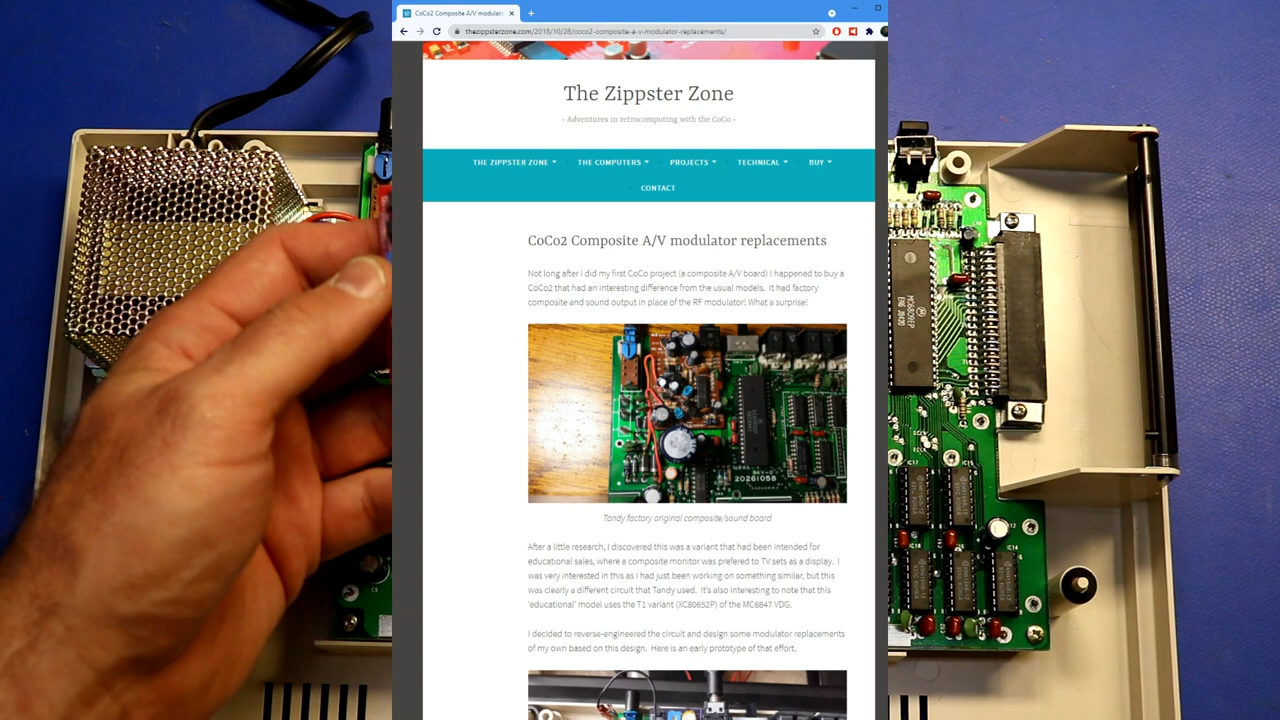 CoCo2 Composite A/V modulato
thezippsterzone.com/2018/10/28/coco2-composite-a-v-modulator-replacements/
The Zippster Zone
- Adventures in retrocomputing with the CoCo -
THE ZIPPSTER ZONE
THE COMPUTERS
PROJECTS
TECHNICAL
BUY
CONTACT
CoCo2 Composite A/V modulator replacements
Not long after I did my first CoCo project (a composite A/V board) I happened to buy a
CoCo2 that had an interesting difference from the usual models.  It had factory
composite and sound output in place of the RF modulator! What a surprise!
94V-0
20261058
Tandy factory original composite/sound board
After a little research, I discovered this was a variant that had been intended for
educational sales, where a composite monitor was prefered to TV sets as a display.  I
was very interested in this as I had just been working on something similar, but this
was clearly a different circuit that Tandy used.  It's also interesting to note that this
'educational' model uses the T1 variant (XC80652P) of the MC6847 VDG.
I decided to reverse-engineered the circuit and design some modulator replacements
of my own based on this design.  Here is an early prototype of that effort.
MC68B09EP
IC17
IC18
IC14
C5